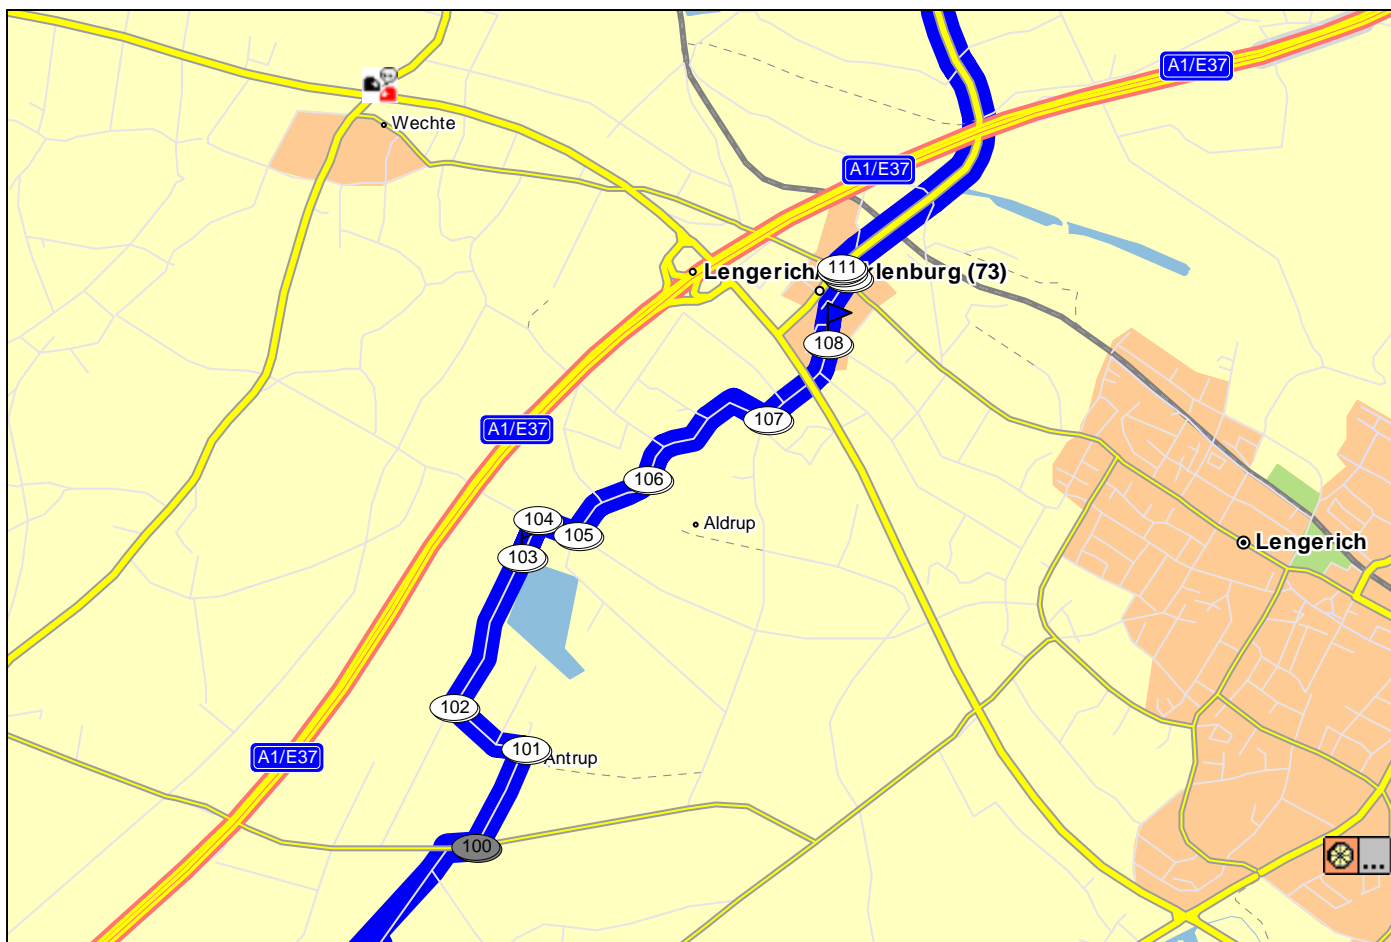 A1/E37
Wechte
A1/E37
Lengerich/
klenburg (73)
111
108
107
A1/E37
106
104
105
Aldrup
103
Lengerich
102
101
Antrup
A1/E37
100
...